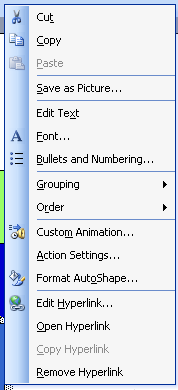 Cut
Copy
Paste
Save as Picture...
Edit Text
Font...
Bullets and Numbering...
Grouping
Order
Custom Animation...
Action Settings...
Format AutoShape...
Edit Hyperlink...
Open Hyperlink
Copy Hyperlink
Remove Hyperlink